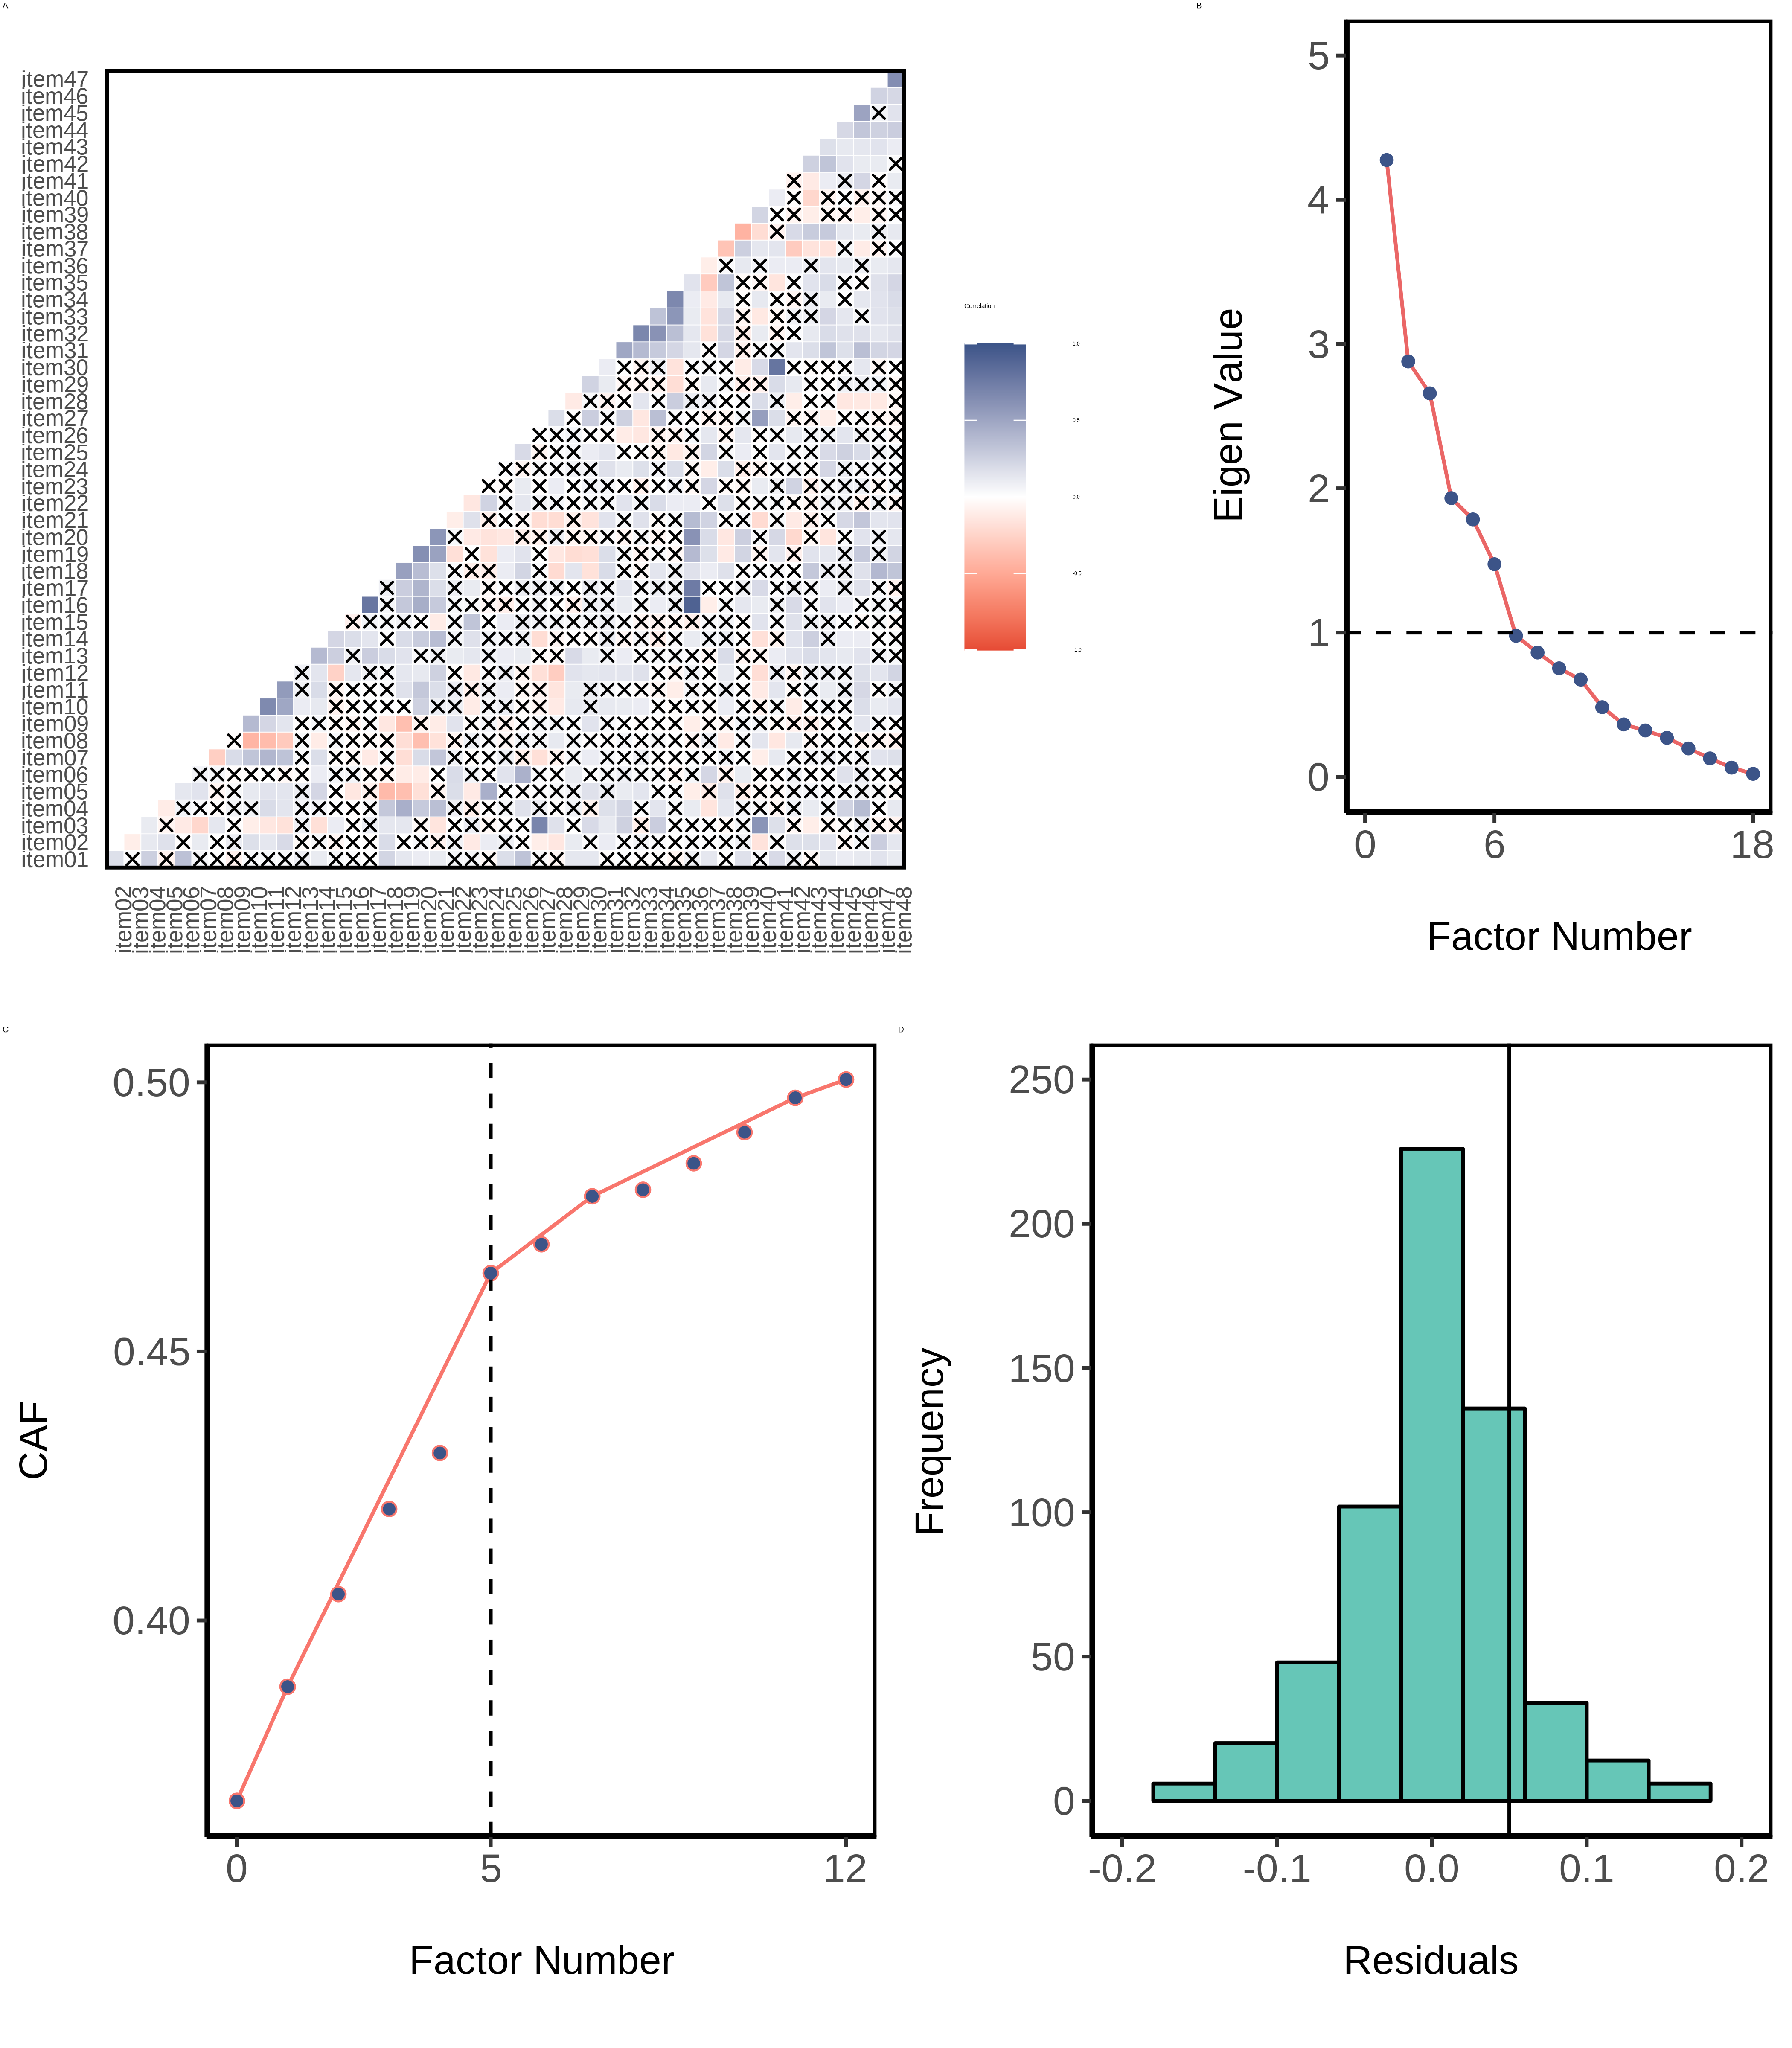 A
item47
item46
item45
item44
item43
item42
item41
item40
item39
item38
item37
item36
item35
item34
item33
item32
item31
item30
item29
item28
item27
item26
item25
item24
item23
item22
item21
item20
item19
item18
item17
item16
item15
item14
item13
item12
item11
item10
item09
item08
item07
item06
item05
item04
item03
item02
item01
item02
item03
item04
item05
item06
item07
item08
item09
item10
item11
item12
item13
item14
item15
item16
item17
item18
item19
item20
item21
item22
item23
item24
item25
item26
item27
item28
item29
item30
item31
item32
item33
item34
item35
item36
item37
item38
item39
item40
item41
item42
item43
item44
item45
item46
item47
item48
Correlation
1.0
0.5
0.0
-0.5
-1.0
B
Eigen Value
5
4
3
2
1
0
0 6 18
Factor Number
C
CAF
0.50
0.45
0.40
0 5 12
Factor Number
D
Frequency
250
200
150
100
50
0
-0.2 -0.1 0.0 0.1 0.2
Residuals